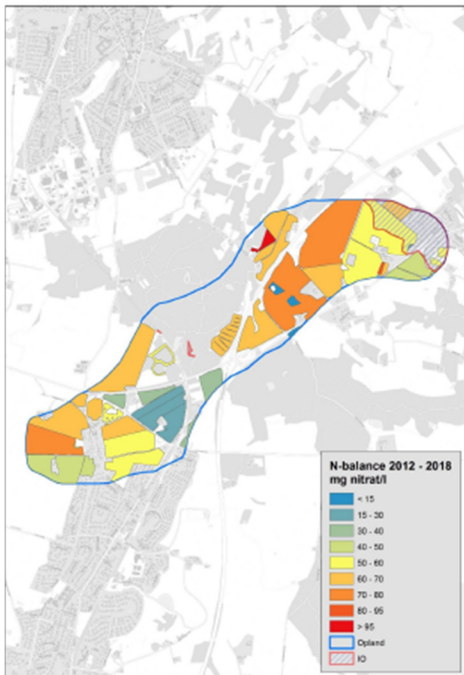 N-balance 2012 - 2018
mg nitrat/l
< 15
15 - 30
30 - 40
40 - 50
50 - 60
60 - 70
70 - 80
80 - 95
> 95
Opland
IO